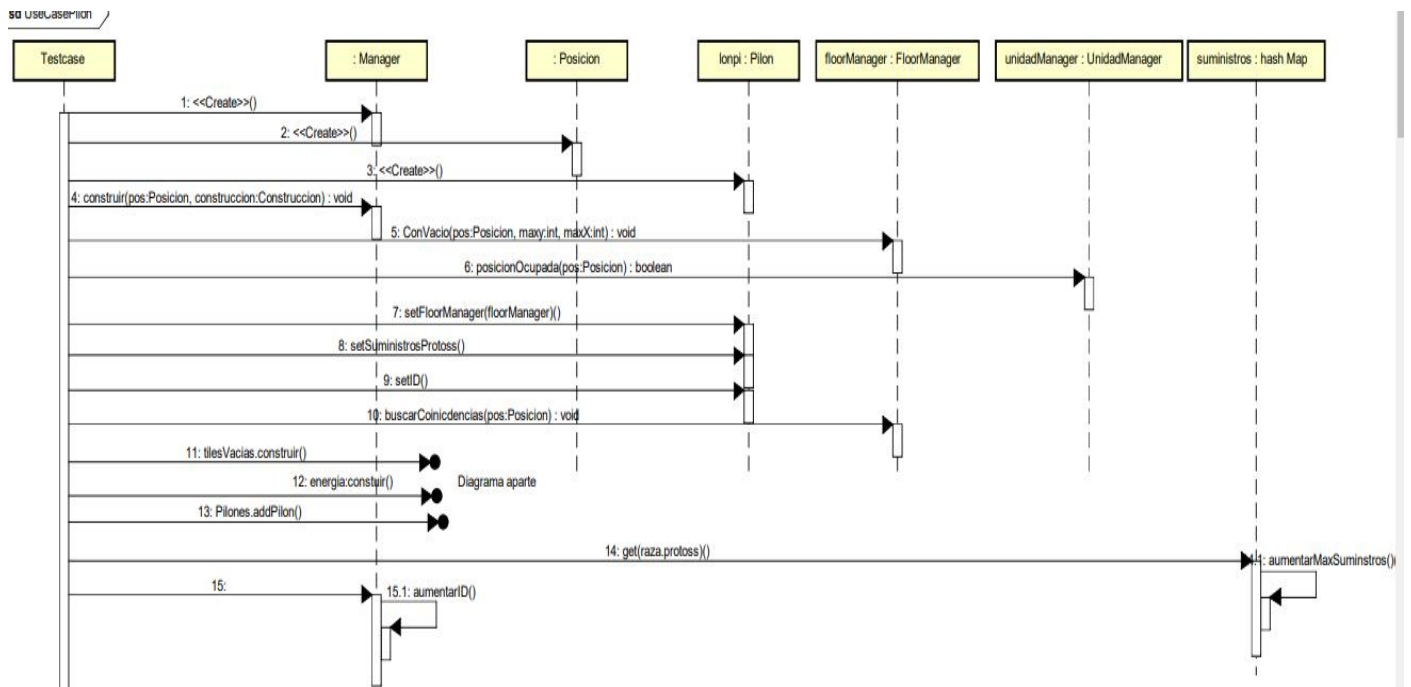 sd UseCasePilon
Testcase
: Manager
: Posicion
lonpi : Pilon
floorManager : FloorManager
unidadManager : UnidadManager
suministros : hash Map
1: <<Create>>()
2: <<Create>>()
3: <<Create>>()
4: construir(pos:Posicion, construccion:Construccion) : void
5: ConVacio(pos:Posicion, maxy:int, maxX:int) : void
6: posicionOcupada(pos:Posicion) : boolean
7: setFloorManager(floorManager)()
8: setSuministrosProtoss()
9: setID()
10: buscarCoinicdencias(pos:Posicion) : void
11: tilesVacias.construir()
12: energia:constuir()
Diagrama aparte
13: Pilones.addPilon()
14: get(raza.protoss)()
aumentarMaxSuminstros()
15:
15.1: aumentarID()